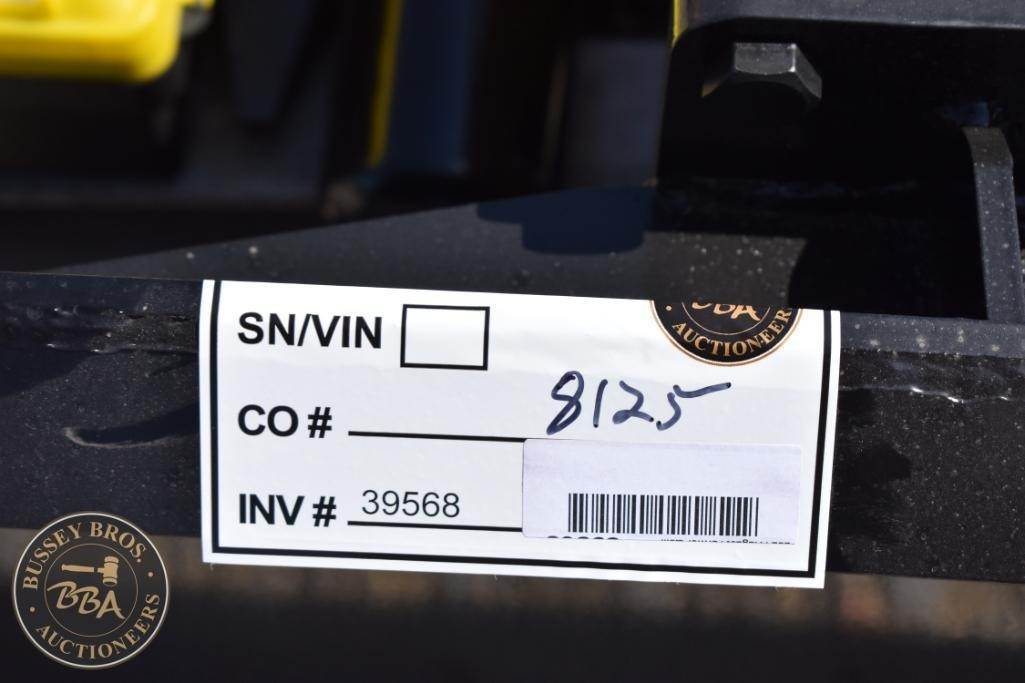 SN/VIN
BBA
AUCTIONEER
CO # 8125
INV # 39568
BUSSEY BROS.
BBA
AUCTIONEERS